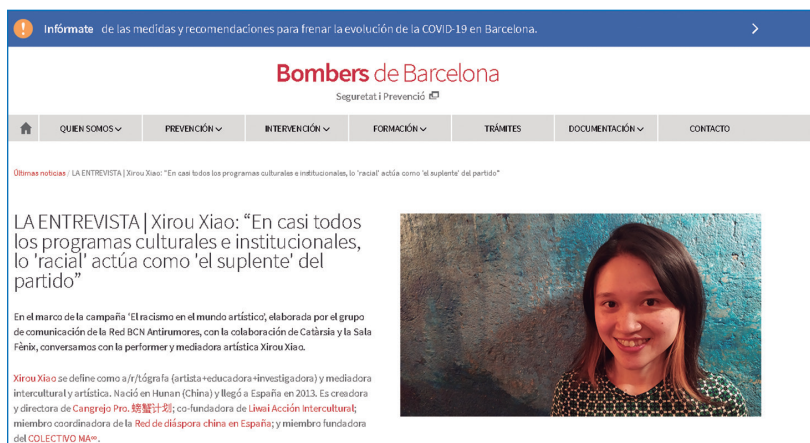 ! Infórmate de las medidas y recomendaciones para frenar la evolución de la COVID-19 en Barcelona.
Bombers de Barcelona
Seguretat i Prevenció
QUIEN SOMOS PREVENCIÓN INTERVENCIÓN FORMACIÓN TRÁMITES DOCUMENTACIÓN CONTACTO
Últimas noticias / LA ENTREVISTA | Xirou Xiao: "En casi todos los programas culturales e institucionales, lo 'racial' actúa como 'el suplente' del partido"
LA ENTREVISTA | Xirou Xiao: “En casi todos
los programas culturales e institucionales,
lo 'racial' actúa como 'el suplente' del
partido”
En el marco de la campaña 'El racismo en el mundo artístico', elaborada por el grupo
de comunicación de la Red BCN Antirumores, con la colaboración de Catàrsia y la Sala
Fènix, conversamos con la performer y mediadora artística Xirou Xiao.
Xirou Xiao se define como a/r/tógrafa (artista+educadora+investigadora) y mediadora
intercultural y artística. Nació en Hunan (China) y llegó a España en 2013. Es creadora
y directora de Cangrejo Pro. 螃蟹计划; co-fundadora de Liwai Acción Intercultural;
miembro coordinadora de la Red de diáspora china en España; y miembro fundadora
del COLECTIVO MA∞.